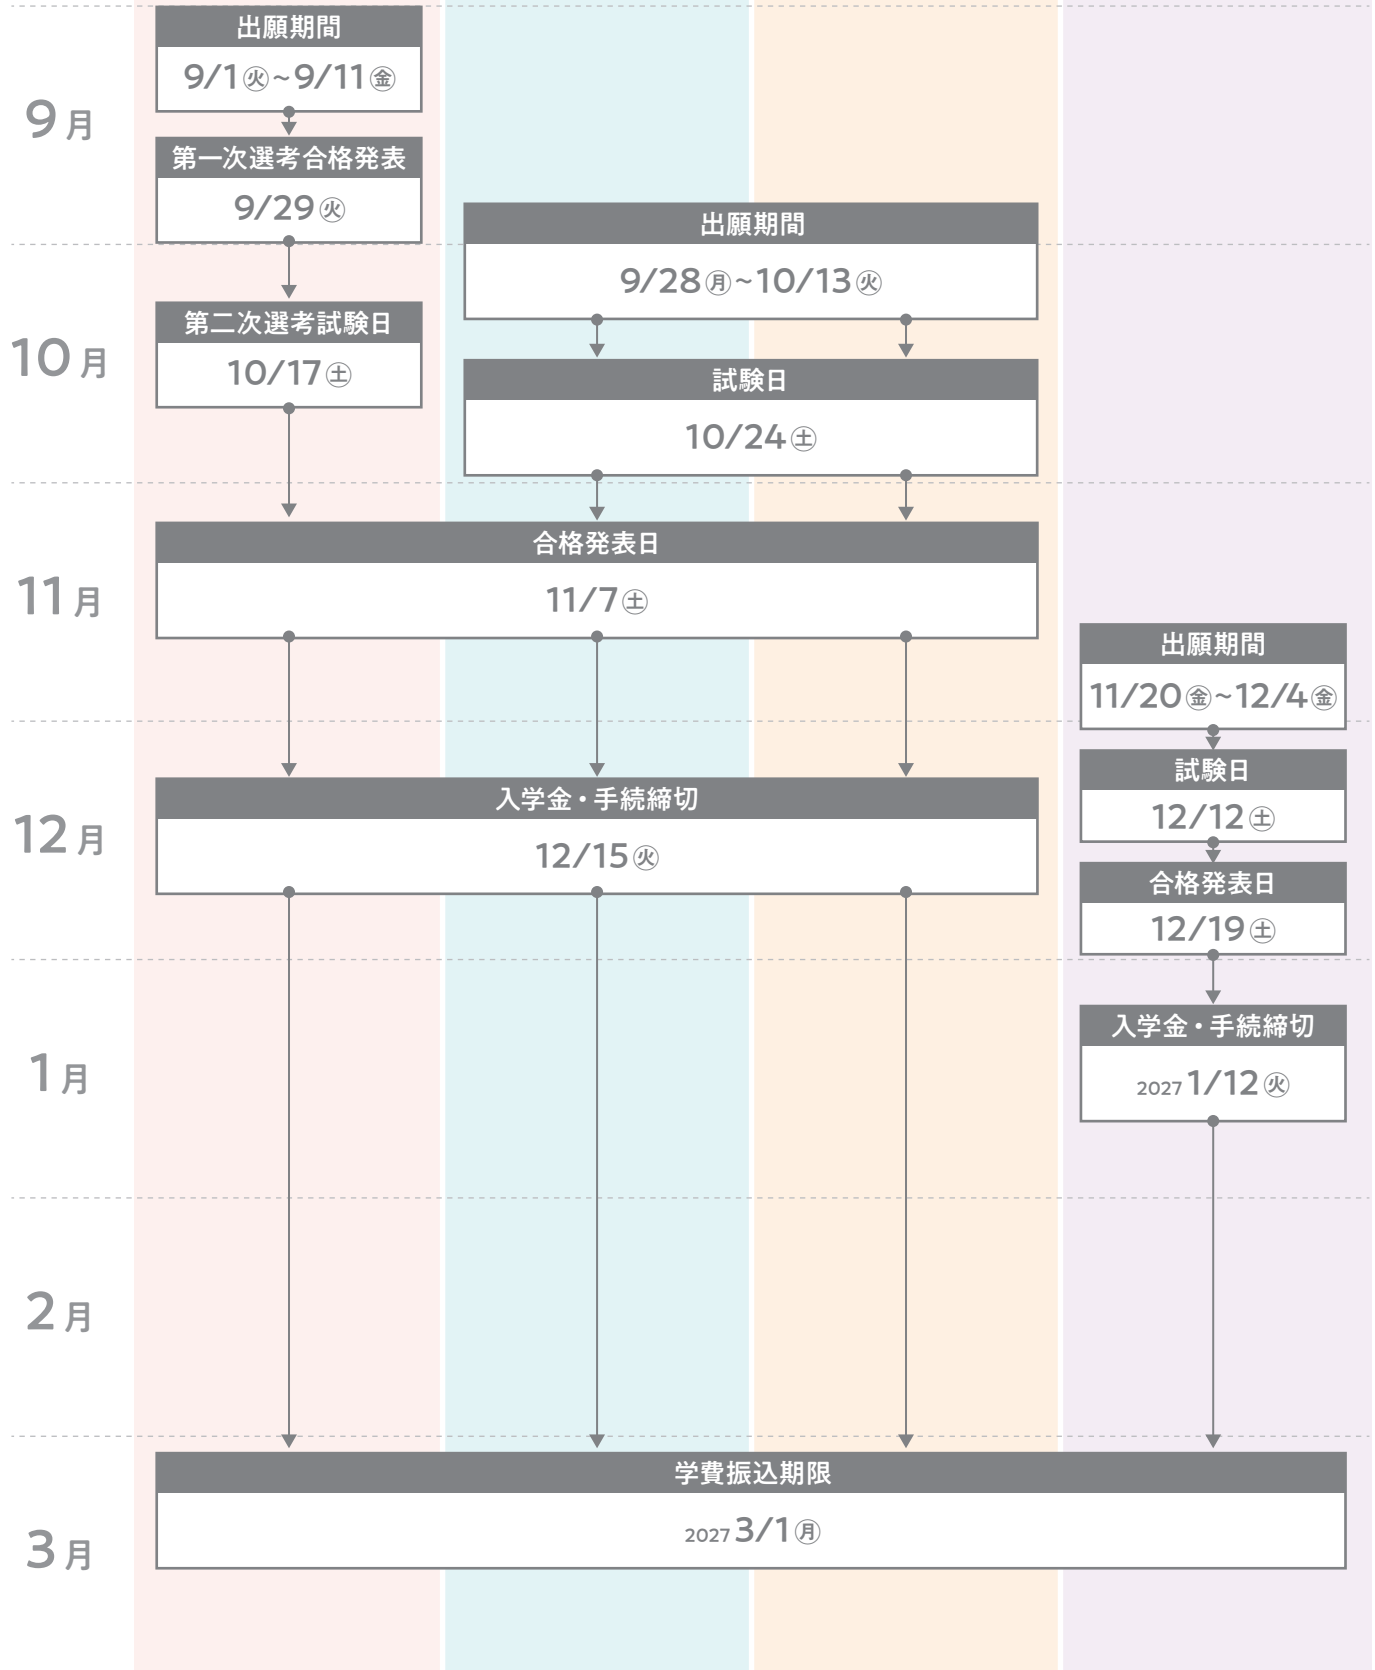 9月
出願期間
9/1㊋~9/11㊎
第一次選考合格発表
9/29㊋
出願期間
9/28㊊~10/13㊋
10月
第二次選考試験日
10/17㊏
試験日
10/24㊏
11月
合格発表日
11/7㊏
出願期間
11/20㊎~12/4㊎
12月
入学金・手続締切
12/15㊋
試験日
12/12㊏
合格発表日
12/19㊏
1月
入学金・手続締切
2027 1/12㊋
2月
3月
学費振込期限
2027 3/1㊊